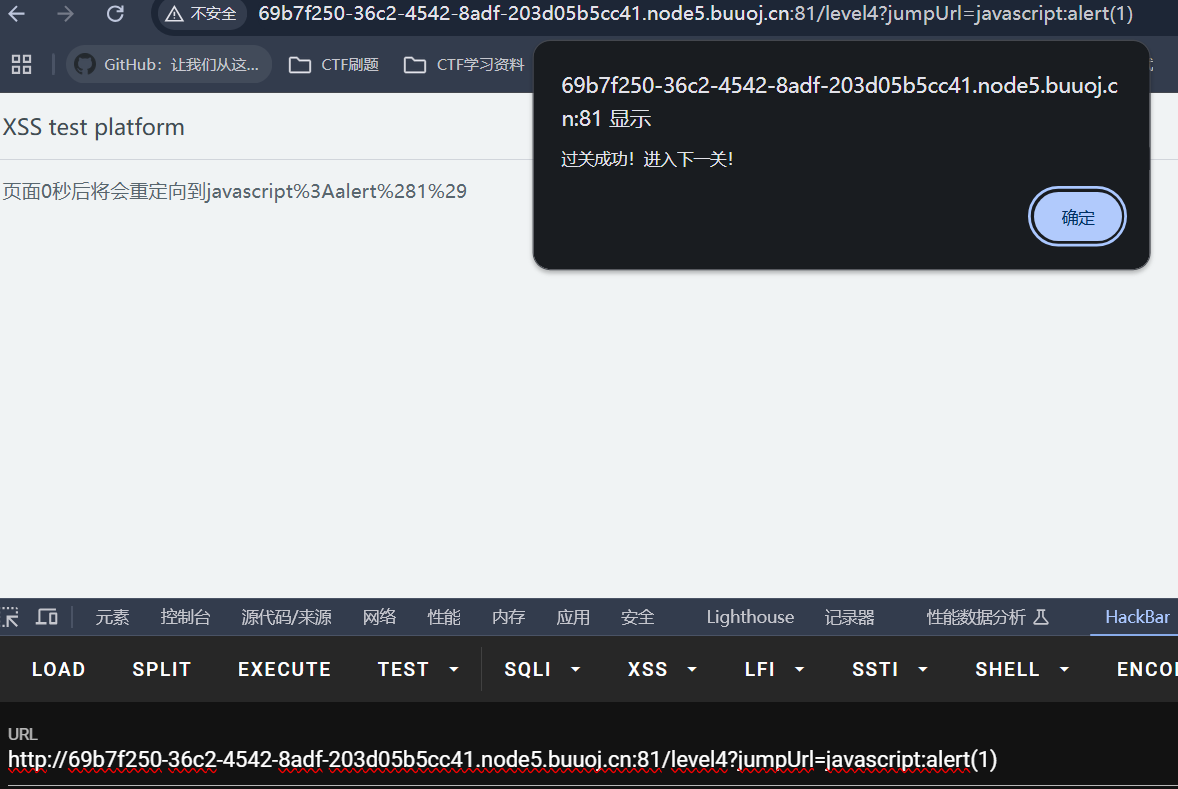 不安全
69b7f250-36c2-4542-8adf-203d05b5cc41.node5.buuoj.cn:81/level4?jumpUrl=javascript:alert(1)
GitHub：让我们从这...
CTF刷题
CTF学习资料
69b7f250-36c2-4542-8adf-203d05b5cc41.node5.buuoj.c
n:81 显示
过关成功！进入下一关！
确定
XSS test platform
页面0秒后将会重定向到javascript%3Aalert%281%29
元素 控制台 源代码/来源 网络 性能 内存 应用 安全 Lighthouse 记录器 性能数据分析 HackBar
LOAD SPLIT EXECUTE TEST SQLI XSS LFI SSTI SHELL ENCO
URL
http://69b7f250-36c2-4542-8adf-203d05b5cc41.node5.buuoj.cn:81/level4?jumpUrl=javascript:alert(1)